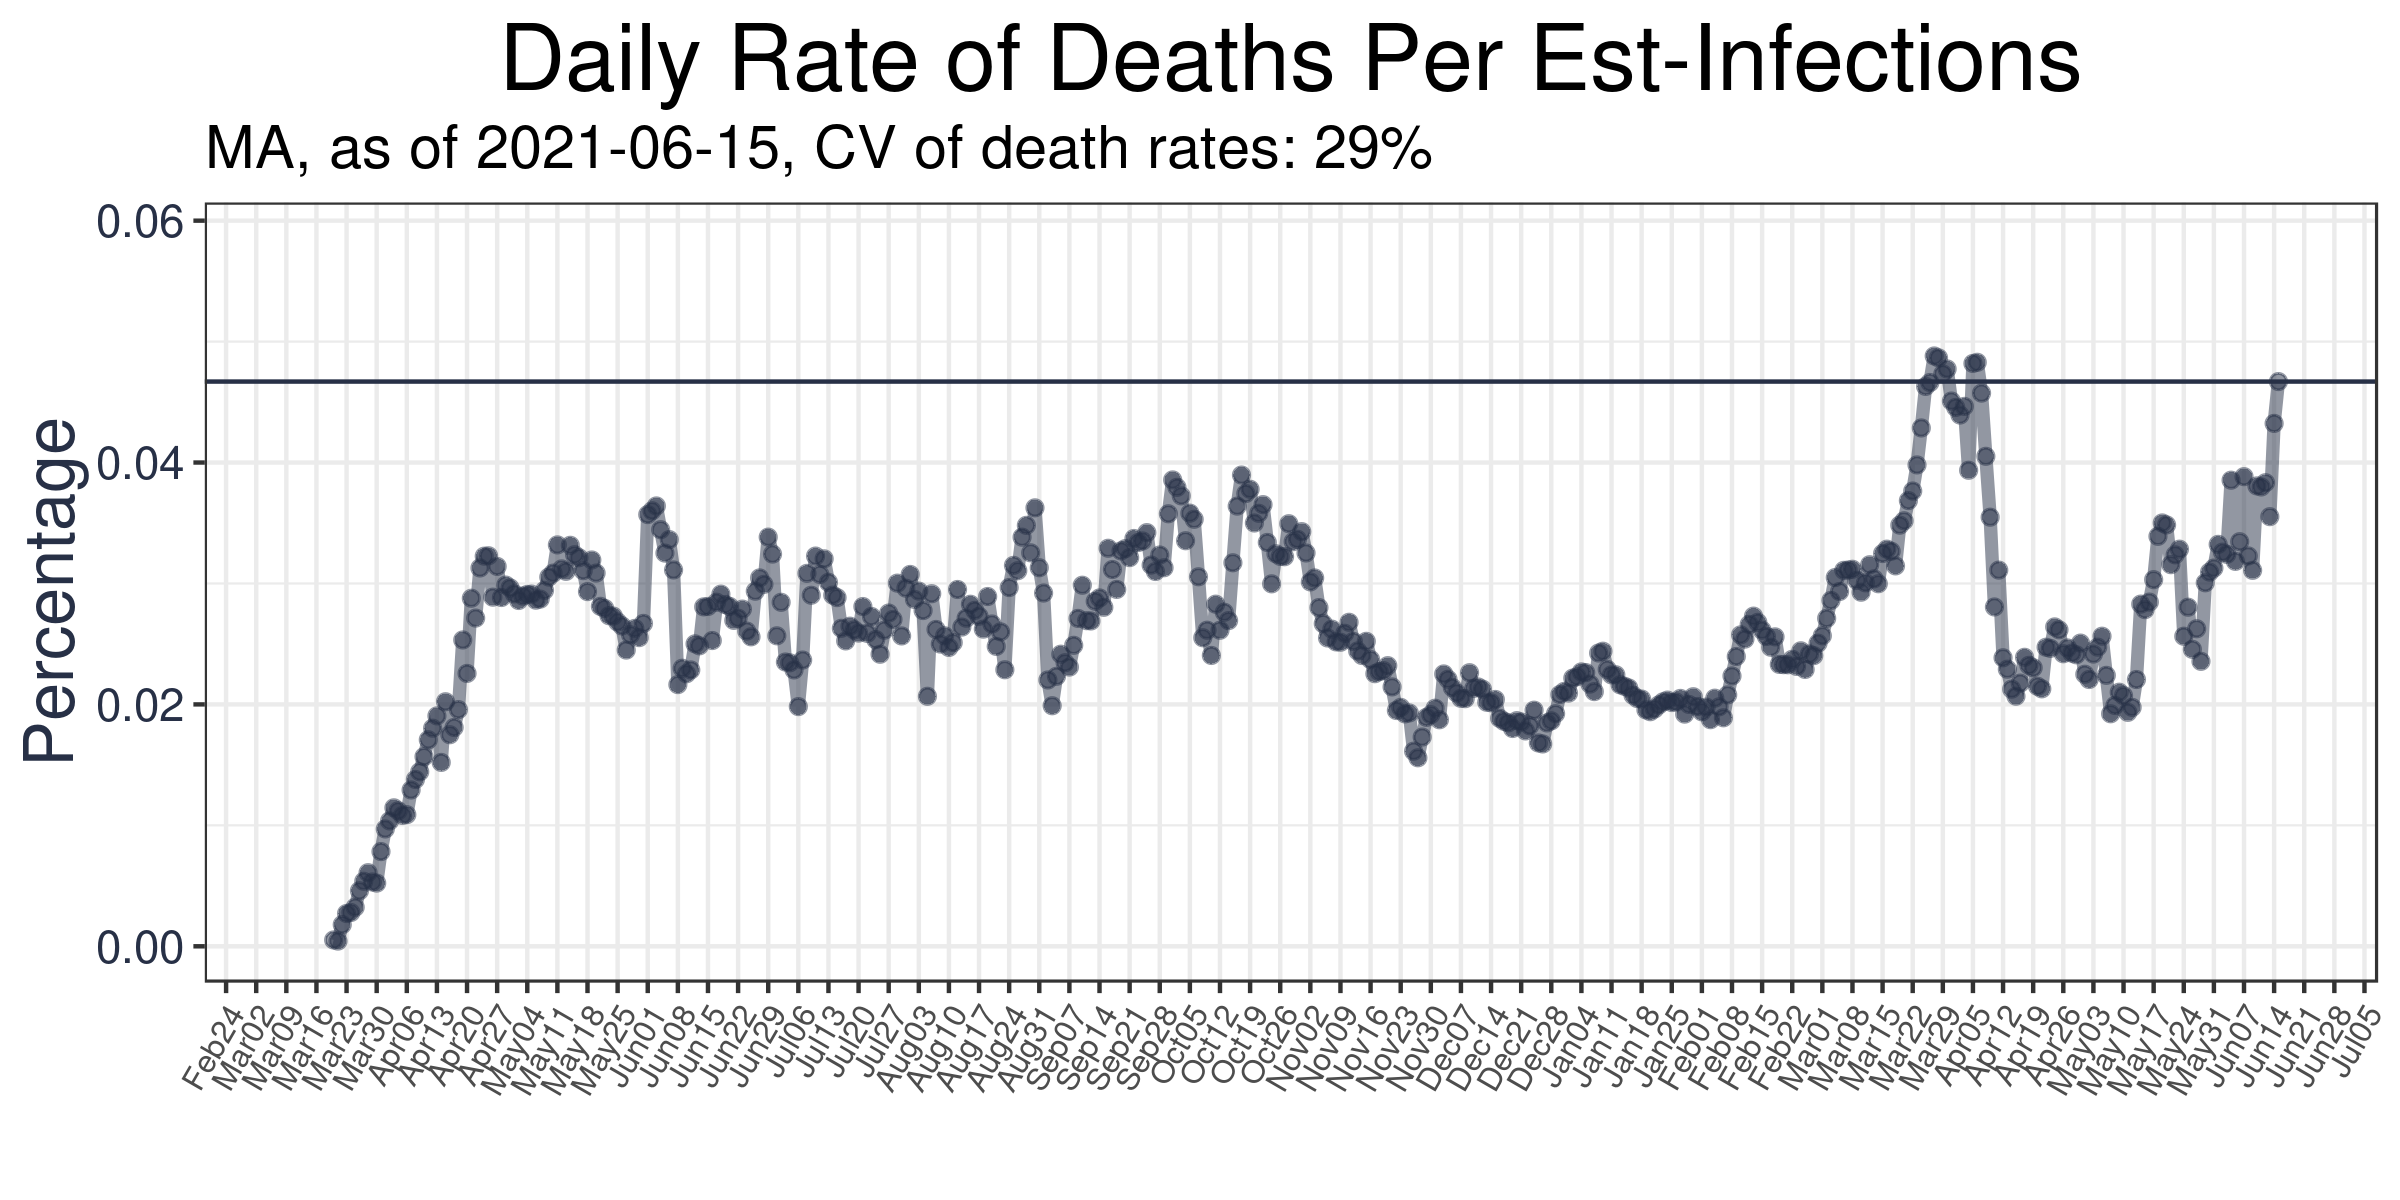 Daily Rate of Deaths Per Est-Infections
MA, as of 2021-06-15, CV of death rates: 29%
Percentage
0.06
0.04
0.02
0.00
Feb24
Mar02
Mar09
Mar16
Mar23
Mar30
Apr06
Apr13
Apr20
Apr27
May04
May11
May18
May25
Jun01
Jun08
Jun15
Jun22
Jun29
Jul06
Jul13
Jul20
Jul27
Aug03
Aug10
Aug17
Aug24
Aug31
Sep07
Sep14
Sep21
Sep28
Oct05
Oct12
Oct19
Oct26
Nov02
Nov09
Nov16
Nov23
Nov30
Dec07
Dec14
Dec21
Dec28
Jan04
Jan11
Jan18
Jan25
Feb01
Feb08
Feb15
Feb22
Mar01
Mar08
Mar15
Mar22
Mar29
Apr05
Apr12
Apr19
Apr26
May03
May10
May17
May24
May31
Jun07
Jun14
Jun21
Jun28
Jul05